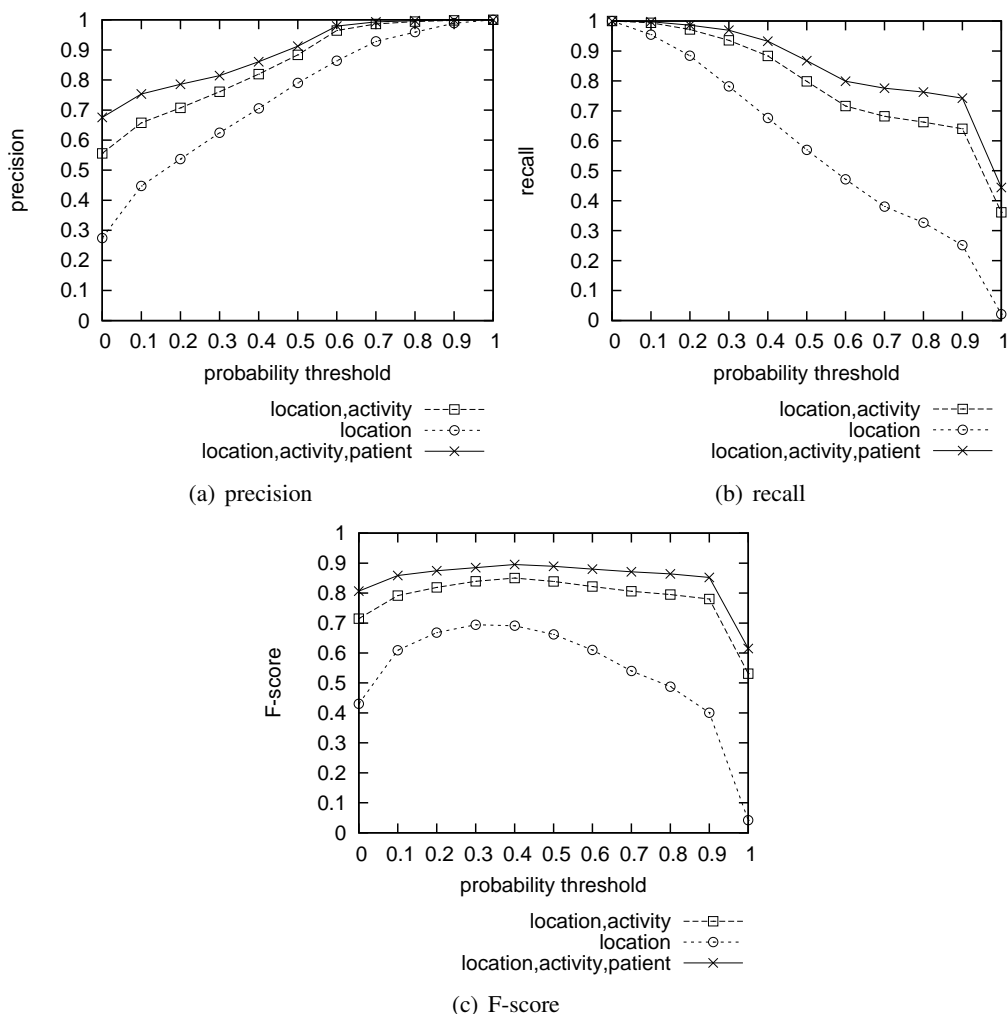 1
0.9
0.8
0.7
0.6
0.5
0.4
0.3
0.2
0.1
0
precision
0 0.1 0.2 0.3 0.4 0.5 0.6 0.7 0.8 0.9 1
probability threshold
location,activity
location
location,activity,patient
(a) precision
1
0.9
0.8
0.7
0.6
0.5
0.4
0.3
0.2
0.1
0
recall
0 0.1 0.2 0.3 0.4 0.5 0.6 0.7 0.8 0.9 1
probability threshold
location,activity
location
location,activity,patient
(b) recall
1
0.9
0.8
0.7
0.6
0.5
0.4
0.3
0.2
0.1
0
F-score
0 0.1 0.2 0.3 0.4 0.5 0.6 0.7 0.8 0.9 1
probability threshold
location,activity
location
location,activity,patient
(c) F-score